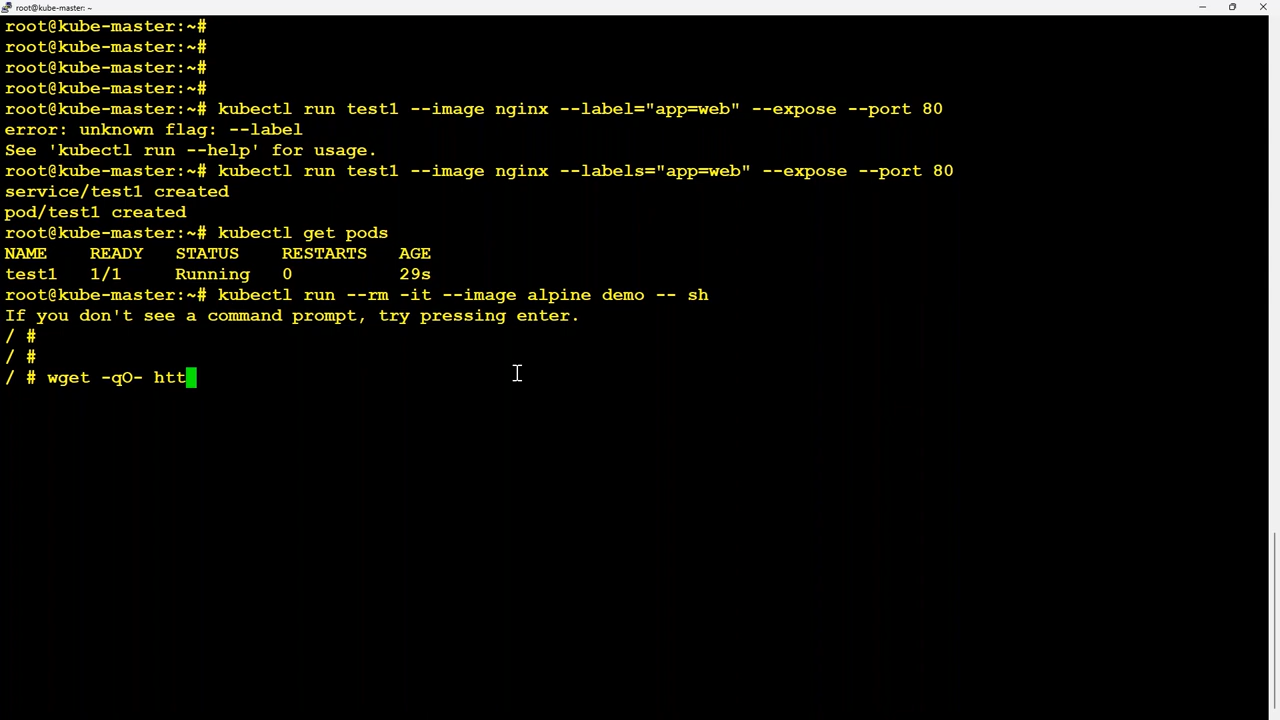 root@kube-master: ~
root@kube-master:~#
root@kube-master:~#
root@kube-master:~#
root@kube-master:~#
root@kube-master:~# kubectl run test1 --image nginx --label="app=web" --expose --port 80
error: unknown flag: --label
See 'kubectl run --help' for usage.
root@kube-master:~# kubectl run test1 --image nginx --labels="app=web" --expose --port 80
service/test1 created
pod/test1 created
root@kube-master:~# kubectl get pods
NAME    READY   STATUS    RESTARTS   AGE
test1   1/1     Running   0          29s
root@kube-master:~# kubectl run --rm -it --image alpine demo -- sh
If you don't see a command prompt, try pressing enter.
/ #
/ #
/ # wget -qO- htt